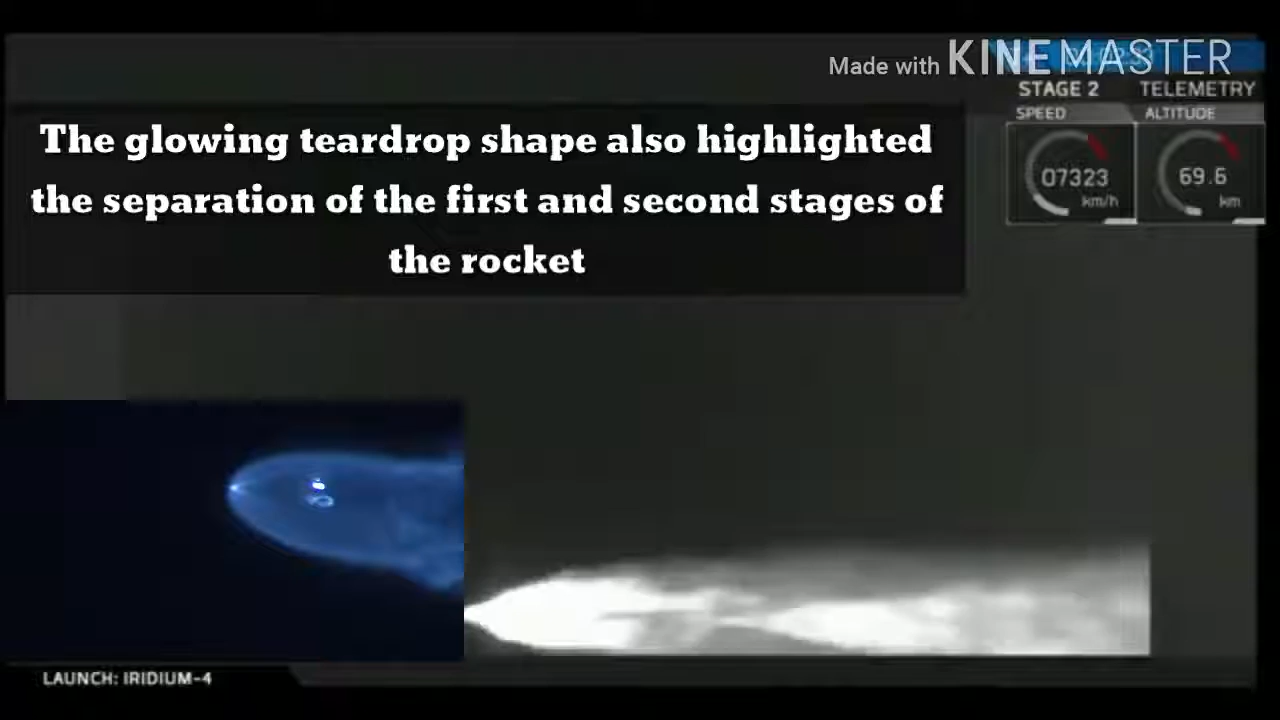 Made with KINEMASTER
STAGE 2 TELEMETRY
SPEED ALTITUDE
07323 69.6
km/h km
The glowing teardrop shape also highlighted
the separation of the first and second stages of
the rocket
LAUNCH: IRIDIUM-4